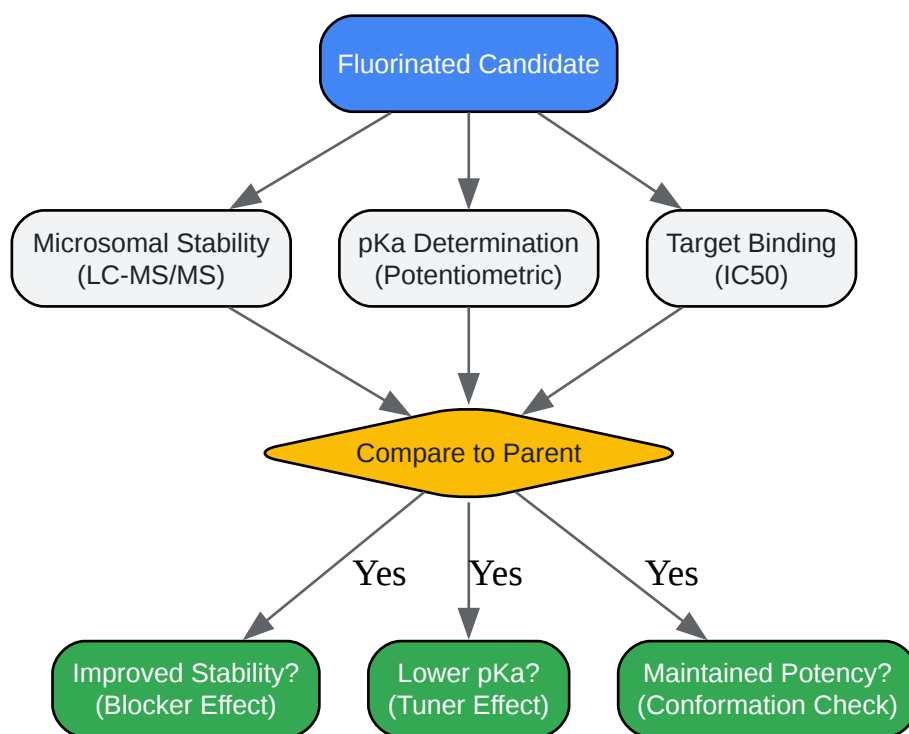 Fluorinated Candidate
Microsomal Stability
(LC-MS/MS)
pKa Determination
(Potentiometric)
Target Binding
(IC50)
Compare to Parent
Yes
Yes
Yes
Improved Stability?
(Blocker Effect)
Lower pKa?
(Tuner Effect)
Maintained Potency?
(Conformation Check)